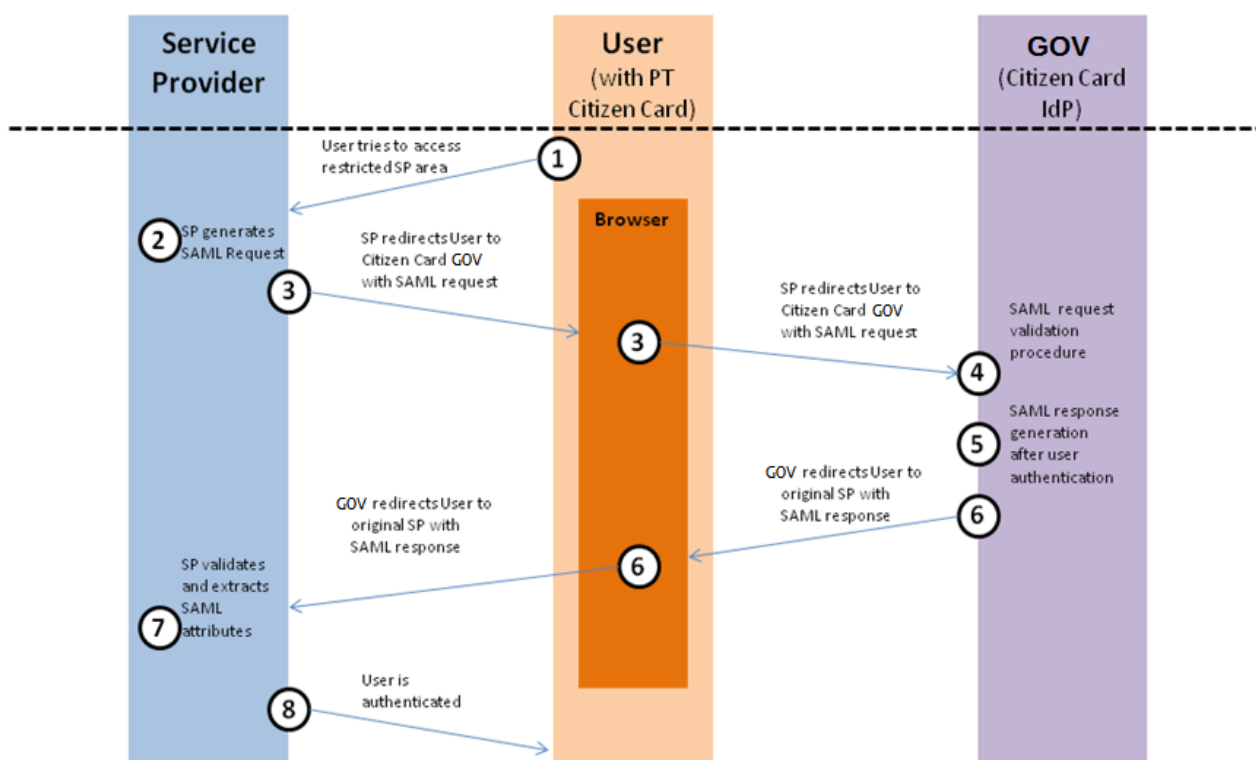 Service
Provider
User
(with PT
Citizen Card)
GOV
(Citizen Card
IdP)
User tries to access
restricted SP area
1
2
SP generates
SAML Request
Browser
SP redirects User to
Citizen Card GOV
with SAML request
3
SP redirects User to
Citizen Card GOV
with SAML request
3
SAML request
validation
procedure
4
SAML response
generation
after user
authentication
5
GOV redirects User to
original SP with
SAML response
6
GOV redirects User to
original SP with
SAML response
6
SP validates
and extracts
SAML
attributes
7
User is
authenticated
8